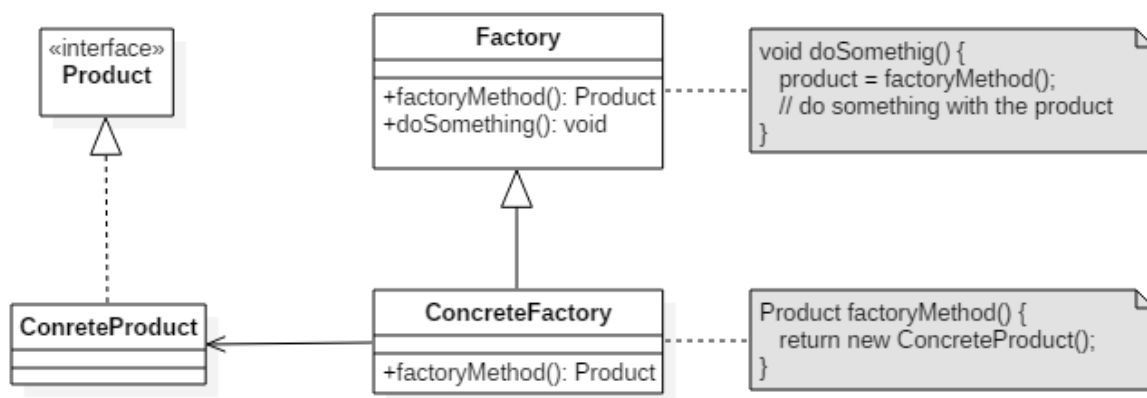 «interface»
Product
Factory
+factoryMethod(): Product
+doSomething(): void
void doSomethig() {
product = factoryMethod();
// do something with the product
}
ConreteProduct
ConcreteFactory
+factoryMethod(): Product
Product factoryMethod() {
return new ConcreteProduct();
}